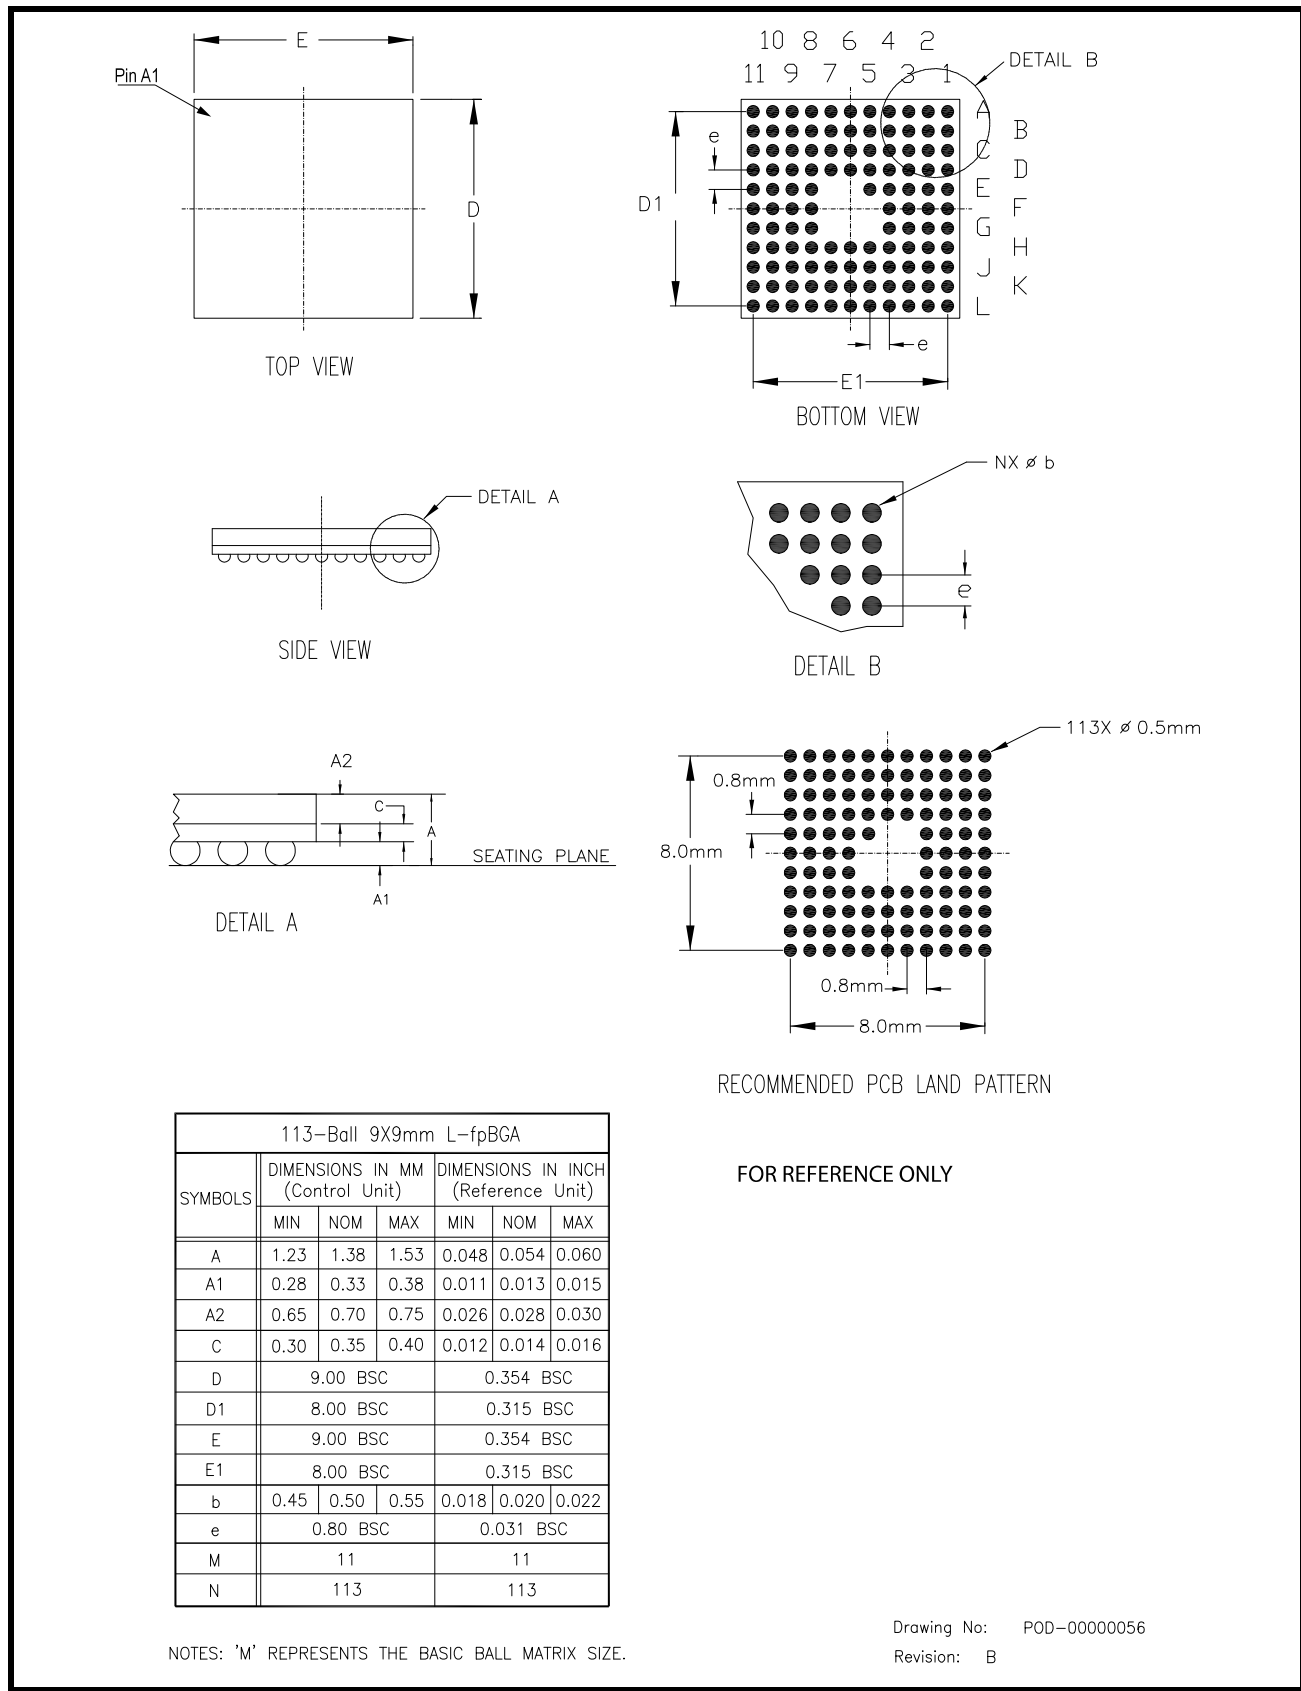 E
Pin A1
D
TOP VIEW
10 8 6 4 2
11 9 7 5 3 1
DETAIL B
A
B
C
D
E
F
G
H
J
K
L
e
D1
e
E1
BOTTOM VIEW
DETAIL A
SIDE VIEW
NX ø b
e
DETAIL B
A2
C
A
SEATING PLANE
A1
DETAIL A
113X ø 0.5mm
0.8mm
8.0mm
0.8mm
8.0mm
RECOMMENDED PCB LAND PATTERN
113-Ball 9X9mm L-fpBGA
SYMBOLS
DIMENSIONS IN MM
(Control Unit)
DIMENSIONS IN INCH
(Reference Unit)
MIN NOM MAX MIN NOM MAX
A 1.23 1.38 1.53 0.048 0.054 0.060
A1 0.28 0.33 0.38 0.011 0.013 0.015
A2 0.65 0.70 0.75 0.026 0.028 0.030
C 0.30 0.35 0.40 0.012 0.014 0.016
D 9.00 BSC 0.354 BSC
D1 8.00 BSC 0.315 BSC
E 9.00 BSC 0.354 BSC
E1 8.00 BSC 0.315 BSC
b 0.45 0.50 0.55 0.018 0.020 0.022
e 0.80 BSC 0.031 BSC
M 11 11
N 113 113
FOR REFERENCE ONLY
NOTES: 'M' REPRESENTS THE BASIC BALL MATRIX SIZE.
Drawing No: POD-00000056
Revision: B